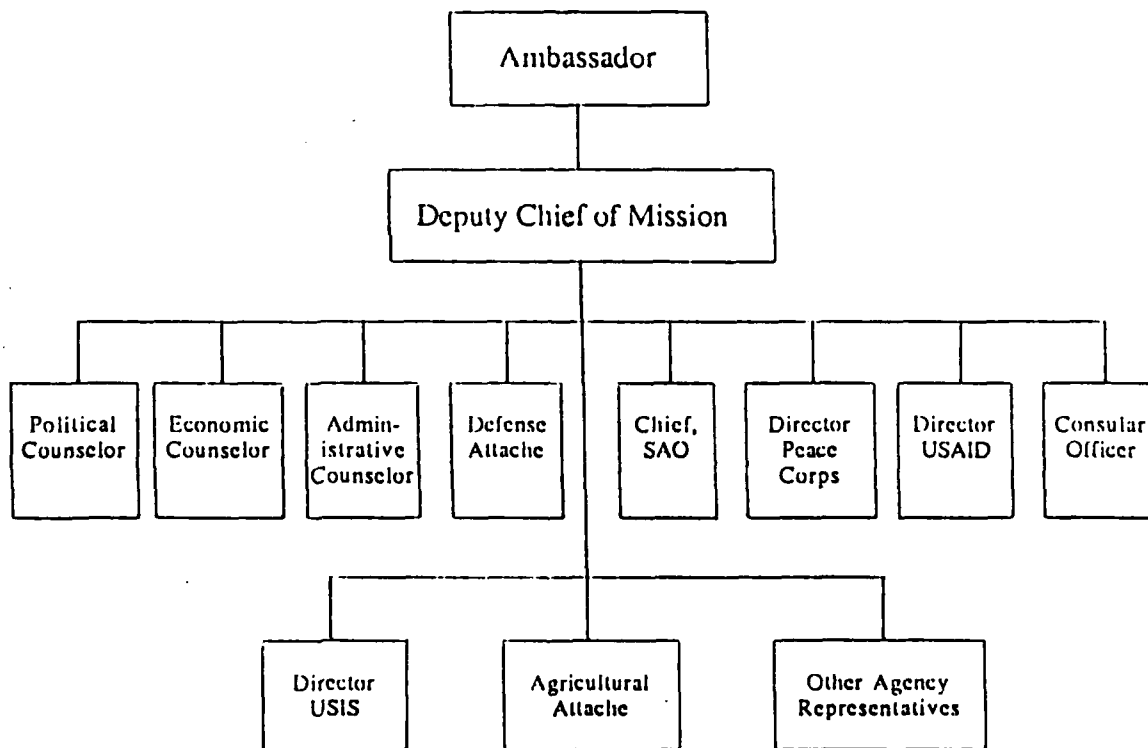 Ambassador
Deputy Chief of Mission
Political
Counselor
Economic
Counselor
Admin-
istrative
Counselor
Defense
Attache
Chief,
SAO
Director
Peace
Corps
Director
USAID
Consular
Officer
Director
USIS
Agricultural
Attache
Other Agency
Representatives